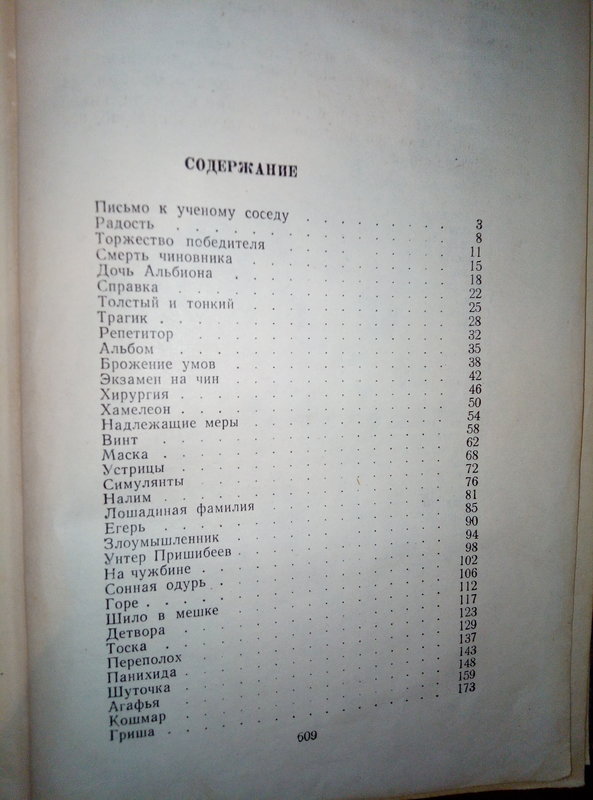 СОДЕРЖАНИЕ
Письмо к ученому соседу . . . . . . . . . 3
Радость . . . . . . . . . 8
Торжество победителя . . . . . . . . . 11
Смерть чиновника . . . . . . . . . 15
Дочь Альбиона . . . . . . . . . 18
Справка . . . . . . . . . 22
Толстый и тонкий . . . . . . . . . 25
Трагик . . . . . . . . . 28
Репетитор . . . . . . . . . 32
Альбом . . . . . . . . . 35
Брожение умов . . . . . . . . . 38
Экзамен на чин . . . . . . . . . 42
Хирургия . . . . . . . . . 46
Хамелеон . . . . . . . . . 50
Надлежащие меры . . . . . . . . . 54
Винт . . . . . . . . . 58
Маска . . . . . . . . . 62
Устрицы . . . . . . . . . 68
Симулянты . . . . . . . . . 72
Налим . . . . . . . . . 76
Лошадиная фамилия . . . . . . . . . 81
Егерь . . . . . . . . . 85
Злоумышленник . . . . . . . . . 90
Унтер Пришибеев . . . . . . . . . 94
На чужбине . . . . . . . . . 98
Сонная одурь . . . . . . . . . 102
Горе . . . . . . . . . 106
Шило в мешке . . . . . . . . . 112
Детвора . . . . . . . . . 117
Тоска . . . . . . . . . 123
Переполох . . . . . . . . . 129
Панихида . . . . . . . . . 137
Шуточка . . . . . . . . . 143
Агафья . . . . . . . . . 148
Кошмар . . . . . . . . . 159
Гриша . . . . . . . . . 173
609